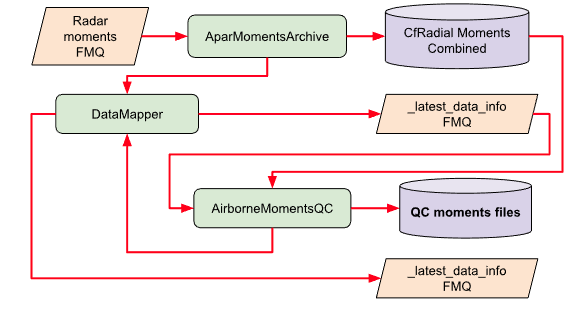 Radar
moments
FMQ
AparMomentsArchive
CfRadial Moments
Combined
DataMapper
_latest_data_info
FMQ
AirborneMomentsQC
QC moments files
_latest_data_info
FMQ